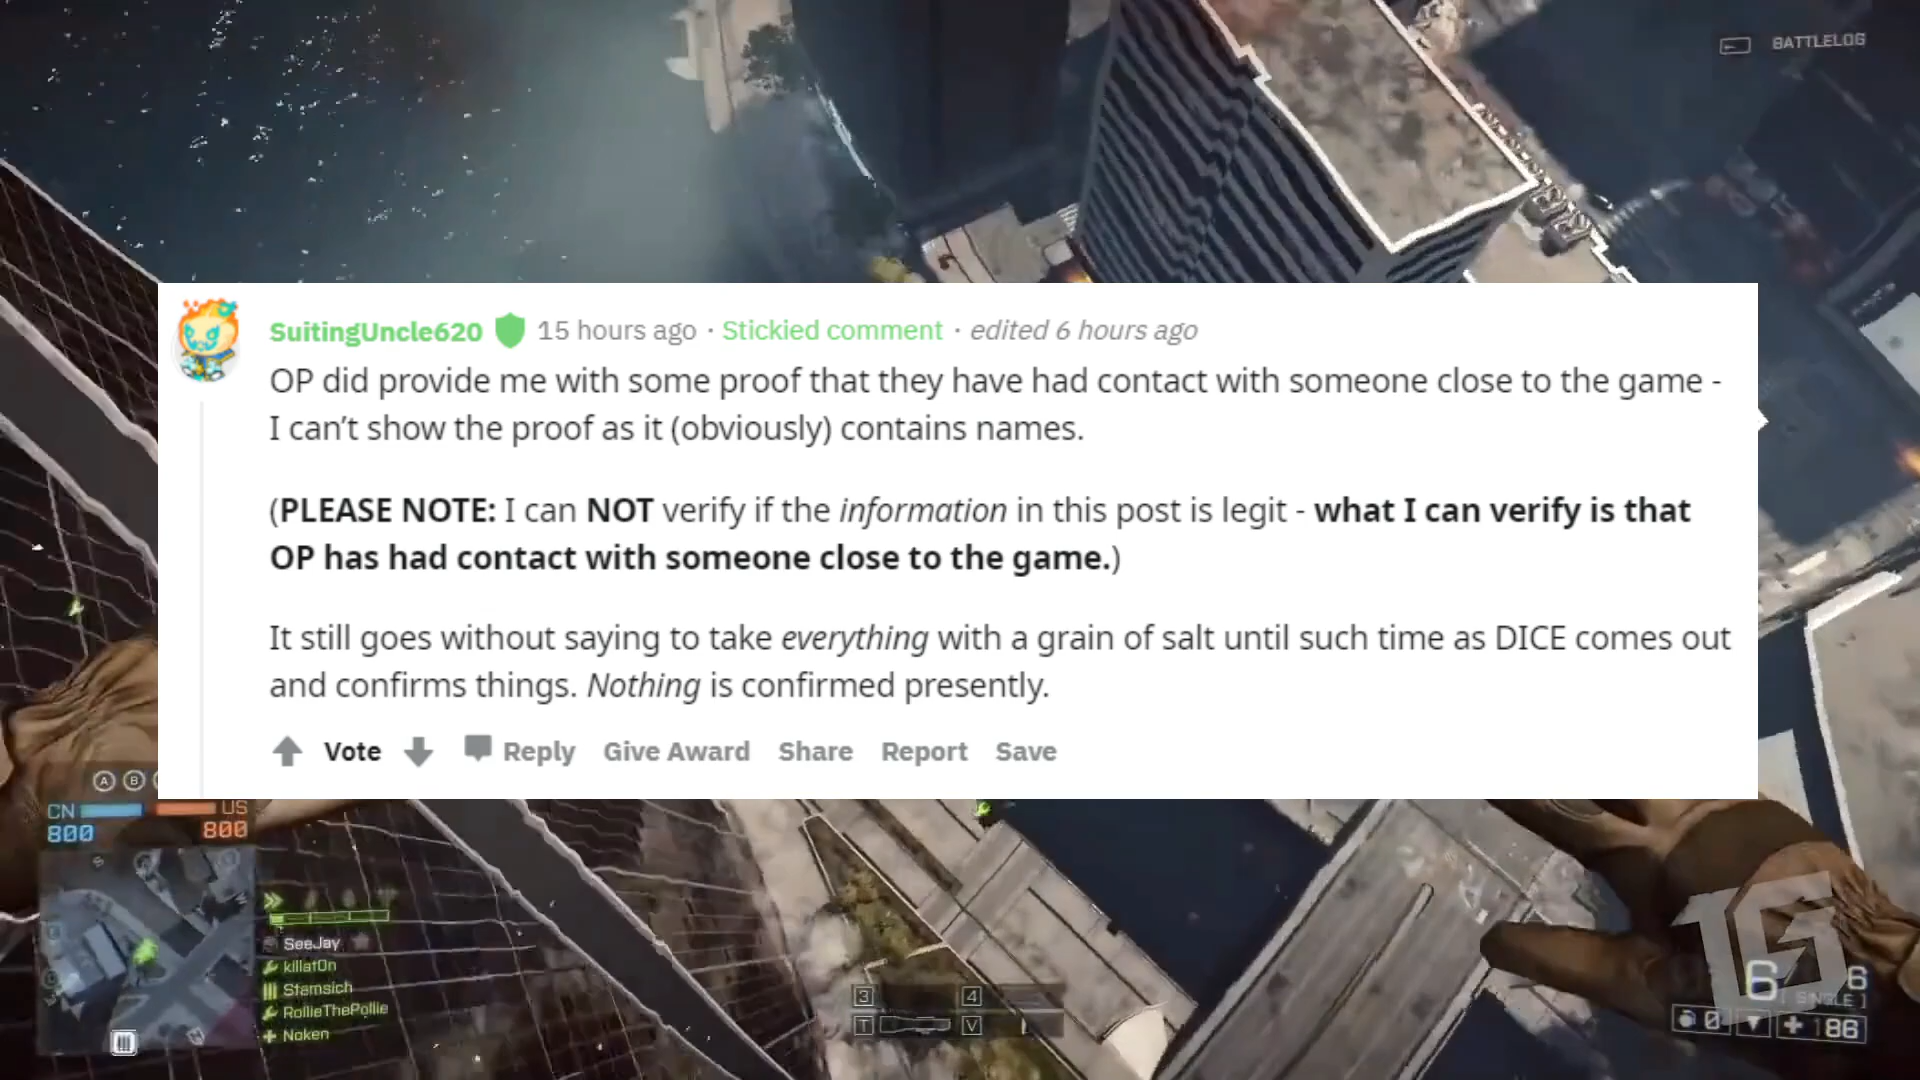 BATTLELOG
SuitingUncle620 15 hours ago · Stickied comment · edited 6 hours ago
OP did provide me with some proof that they have had contact with someone close to the game -
I can’t show the proof as it (obviously) contains names.
(PLEASE NOTE: I can NOT verify if the information in this post is legit - what I can verify is that
OP has had contact with someone close to the game.)
It still goes without saying to take everything with a grain of salt until such time as DICE comes out
and confirms things. Nothing is confirmed presently.
Vote Reply Give Award Share Report Save
A B
CN US
800 800
SeeJay
killat0n
Stamsich
RollieThePollie
Noken
3 4
T V
6 6
[ SINGLE ]
0 186